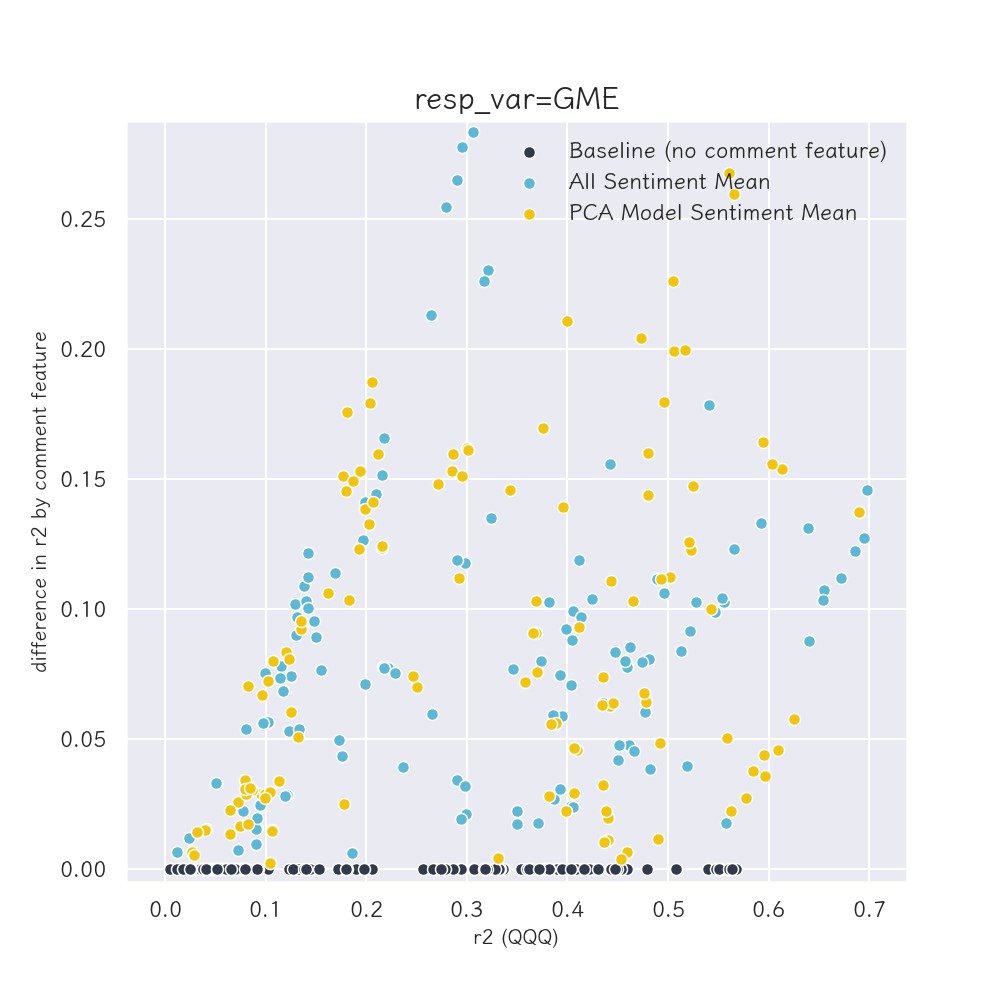 resp_var=GME
Baseline (no comment feature)
All Sentiment Mean
PCA Model Sentiment Mean
difference in r2 by comment feature
0.25
0.20
0.15
0.10
0.05
0.00
0.0 0.1 0.2 0.3 0.4 0.5 0.6 0.7
r2 (QQQ)